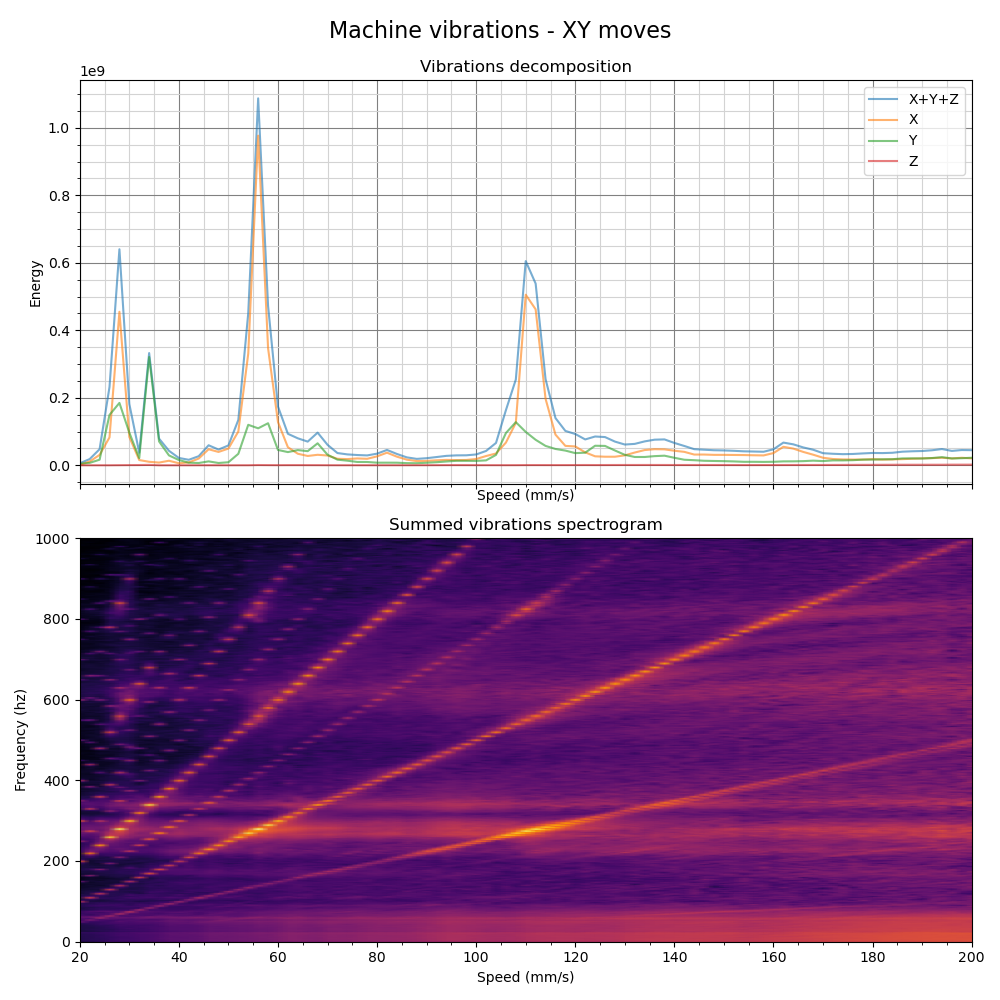 Machine vibrations - XY moves
Vibrations decomposition
1e9
X+Y+Z
X
Y
Z
1.0
0.8
0.6
0.4
0.2
0.0
Energy
Speed (mm/s)
Summed vibrations spectrogram
1000
800
600
400
200
0
Frequency (hz)
20 40 60 80 100 120 140 160 180 200
Speed (mm/s)